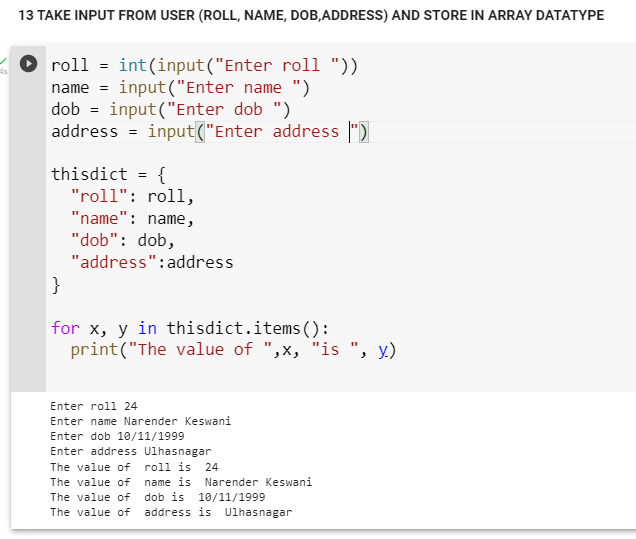 13 TAKE INPUT FROM USER (ROLL, NAME, DOB,ADDRESS) AND STORE IN ARRAY DATATYPE
roll = int(input("Enter roll "))
name = input("Enter name ")
dob = input("Enter dob ")
address = input("Enter address ")
thisdict = {
  "roll": roll,
  "name": name,
  "dob": dob,
  "address":address
}
for x, y in thisdict.items():
  print("The value of ",x, "is ", y)
Enter roll 24
Enter name Narender Keswani
Enter dob 10/11/1999
Enter address Ulhasnagar
The value of  roll is  24
The value of  name is  Narender Keswani
The value of  dob is  10/11/1999
The value of  address is  Ulhasnagar